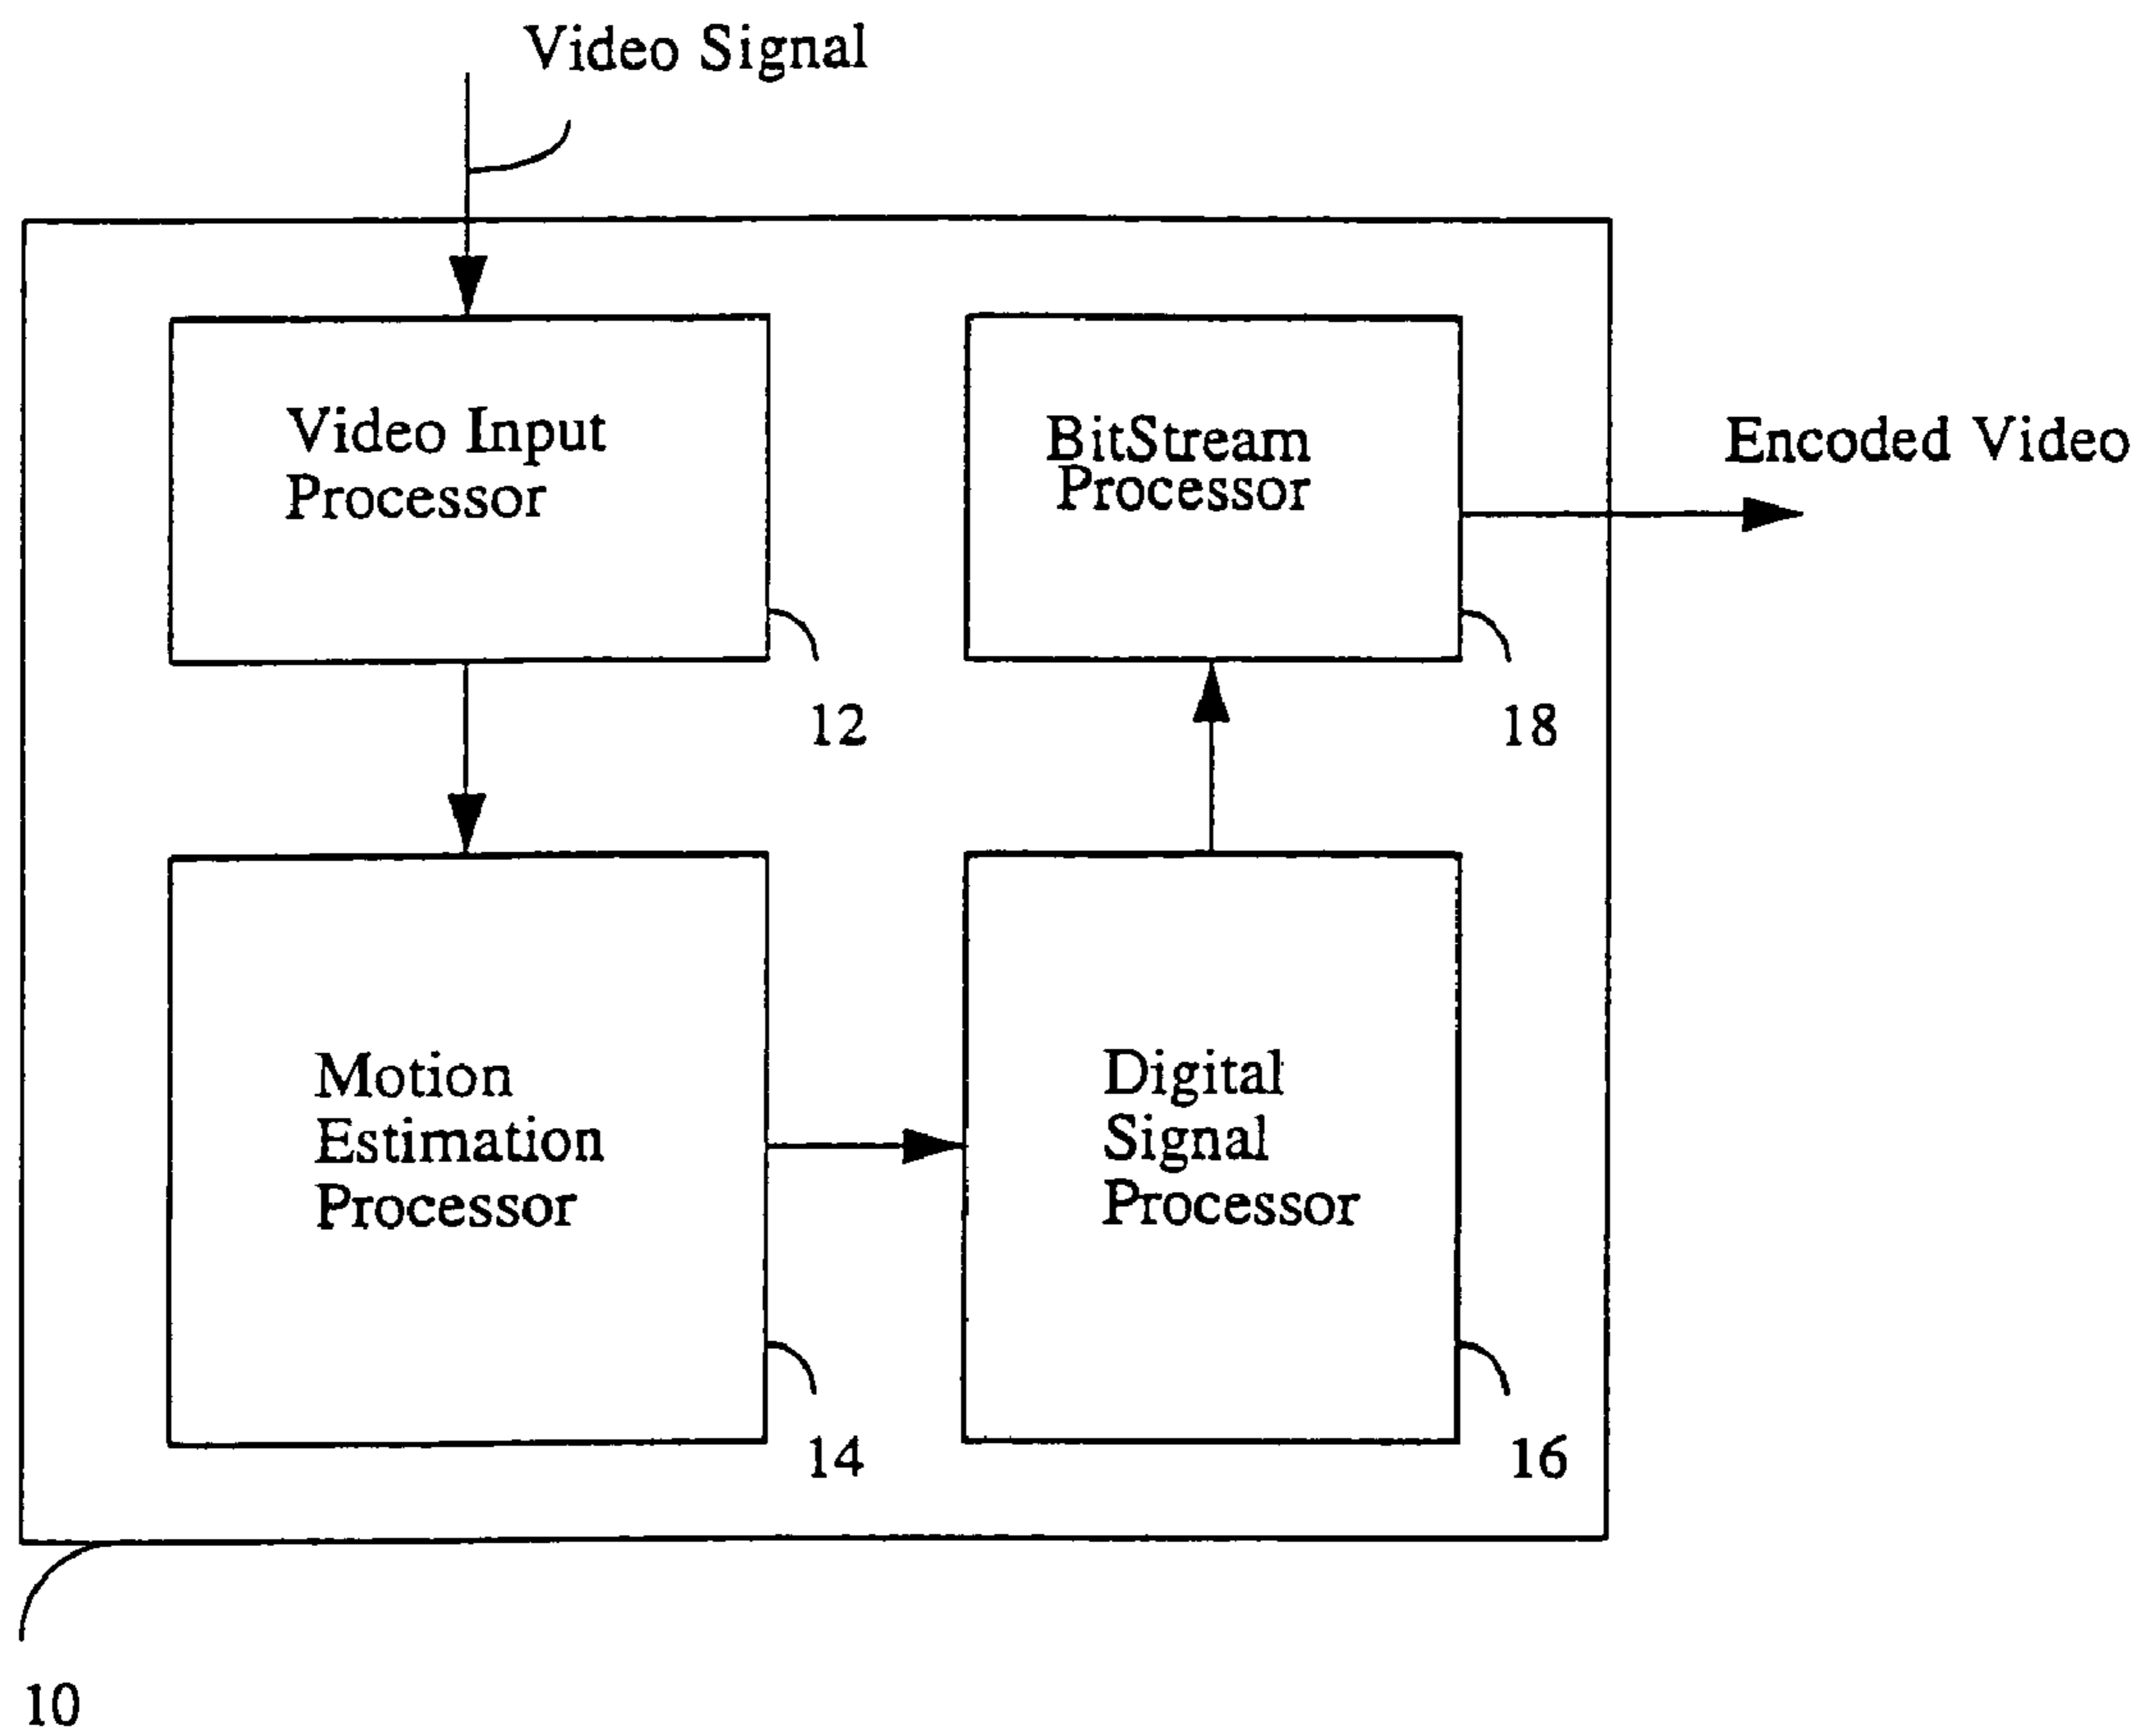 Video Signal
Video Input
Processor
12
BitStream
Processor
18
Encoded Video
Motion
Estimation
Processor
14
Digital
Signal
Processor
16
10